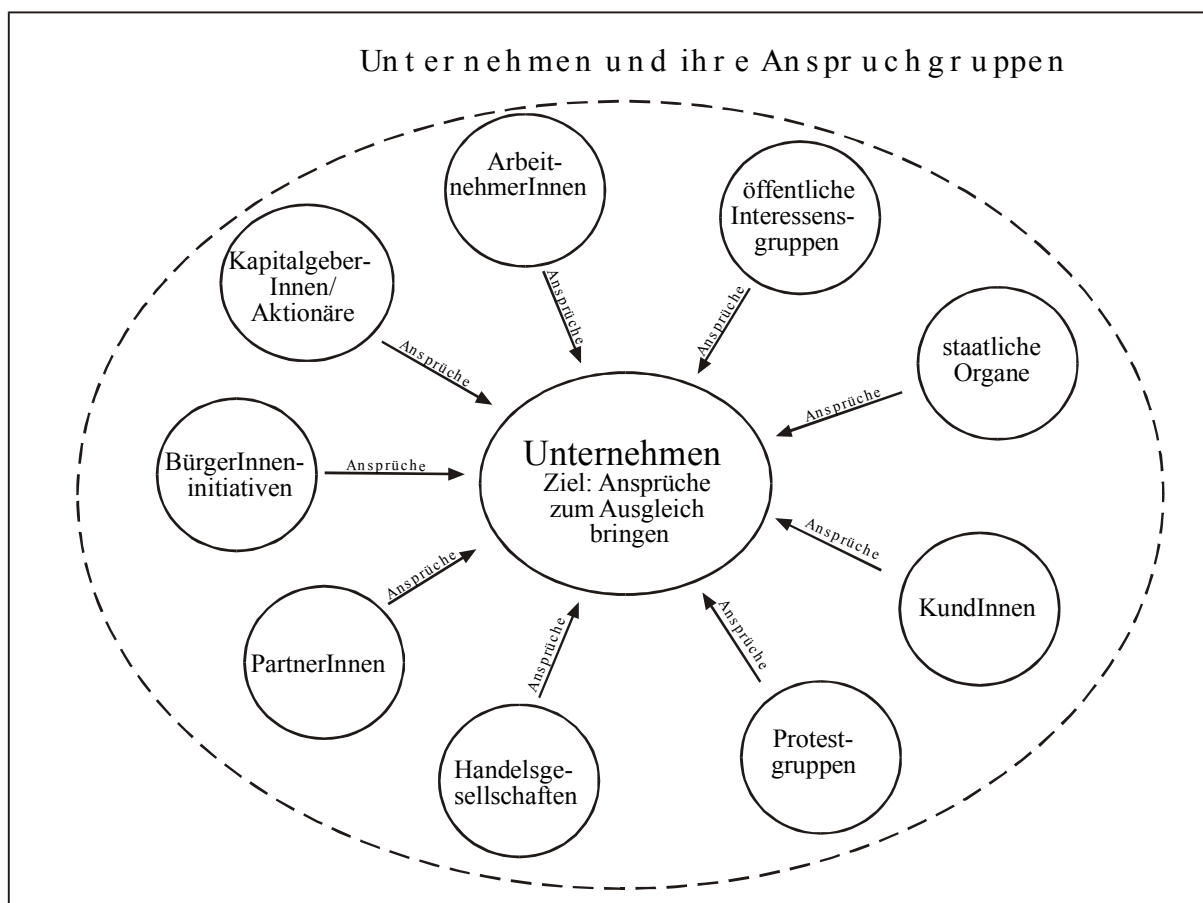 Unternehmen und ihre Anspruchgruppen
Arbeit-
nehmerInnen
öffentliche
Interessens-
gruppen
KapitalgeberInnen-
Innen/
Aktionäre
staatliche
Organe
Ansprüche
Ansprüche
Ansprüche
Ansprüche
BürgerInnen-
initiativen
Ansprüche
Unternehmen
Ziel: Ansprüche
zum Ausgleich
bringen
Ansprüche
KundInnen
Ansprüche
PartnerInnen
Ansprüche
Ansprüche
Handelsge-
sellschaften
Protest-
gruppen